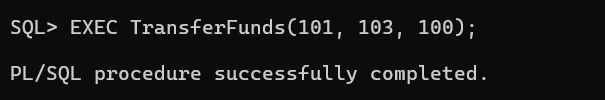 SQL> EXEC TransferFunds(101, 103, 100);
PL/SQL procedure successfully completed.